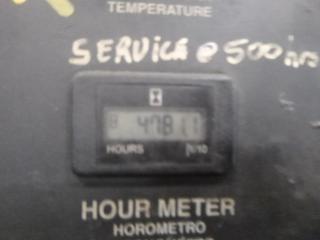 TEMPERATURE
SERVICE @ 500 hrs
HOURS 1/10
HOUR METER
HOROMETRO